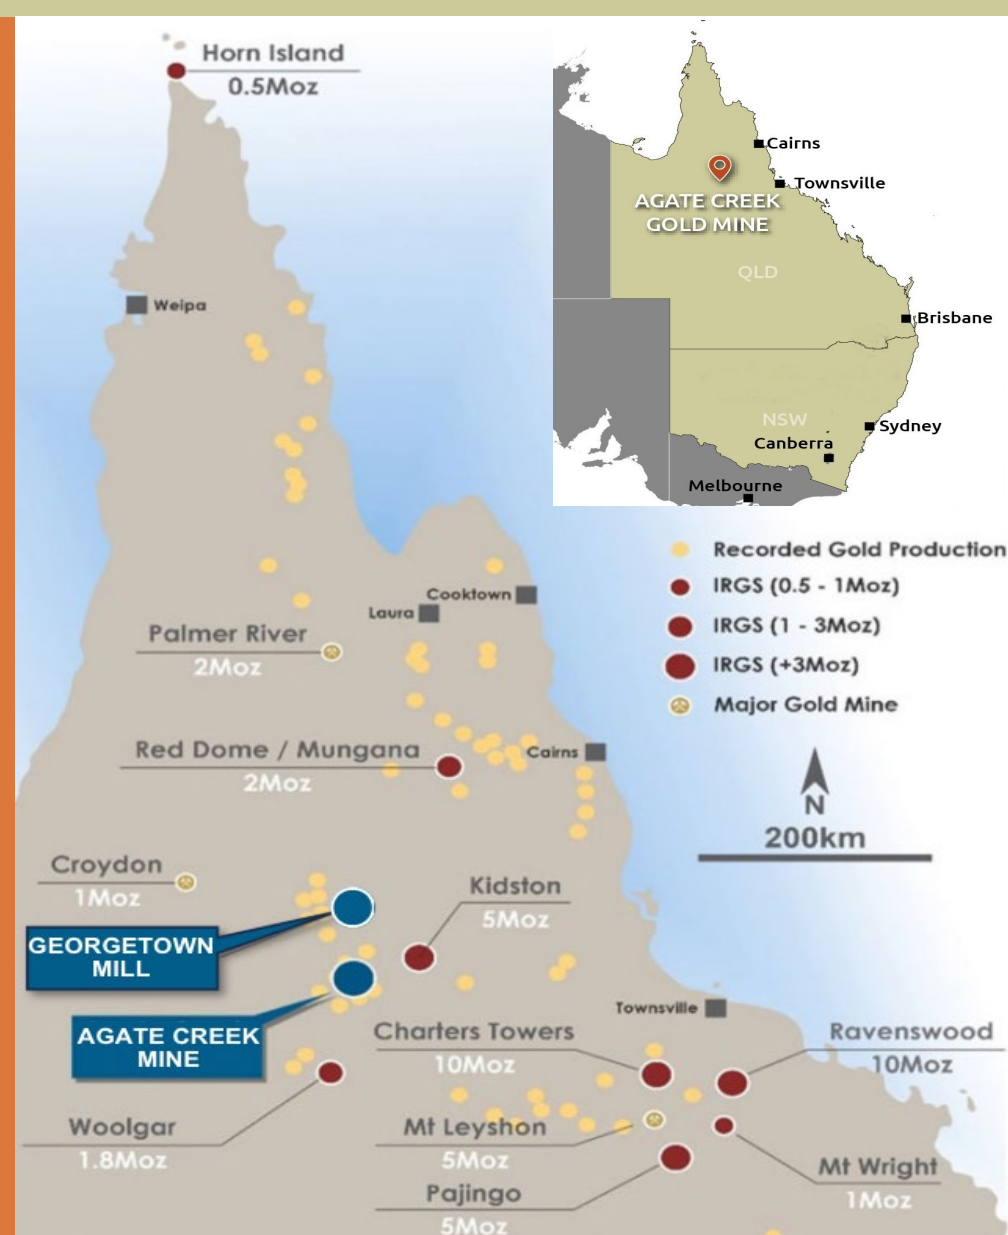 Horn Island
0.5Moz
Cairns
Townsville
AGATE CREEK
GOLD MINE
QLD
Brisbane
NSW
Sydney
Canberra
Melbourne
Weipa
Recorded Gold Production
IRGS (0.5 - 1Moz)
IRGS (1 - 3Moz)
IRGS (+3Moz)
Major Gold Mine
Cooktown
Laura
Palmer River
2Moz
Red Dome / Mungana
2Moz
Cairns
N
200km
Croydon
1Moz
Kidston
5Moz
GEORGETOWN
MILL
AGATE CREEK
MINE
Townsville
Charters Towers
10Moz
Ravenswood
10Moz
Woolgar
1.8Moz
Mt Leyshon
5Moz
Mt Wright
1Moz
Pajingo
5Moz